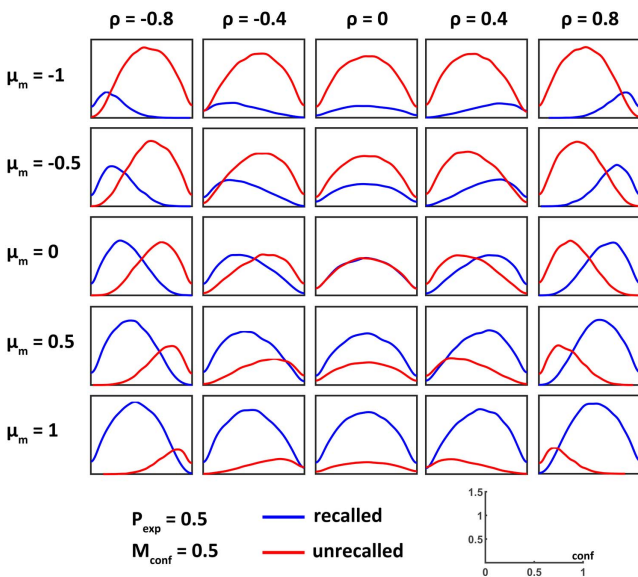 ρ = -0.8 ρ = -0.4 ρ = 0 ρ = 0.4 ρ = 0.8
μm = -1
μm = -0.5
μm = 0
μm = 0.5
μm = 1
Pexp = 0.5 recalled
Mconf = 0.5 unrecalled
1.5
1
0.5
conf
0 0.5 1